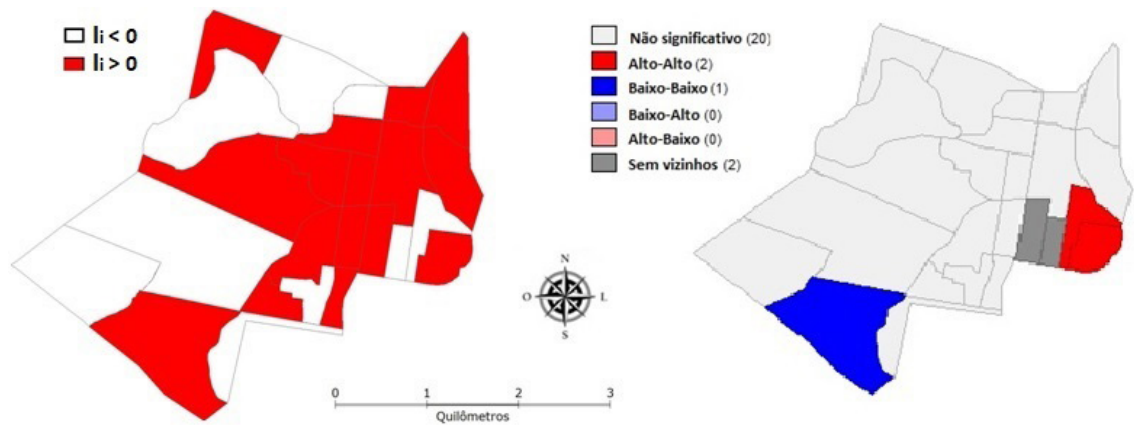 Ii < 0
Ii > 0
Não significativo (20)
Alto-Alto (2)
Baixo-Baixo (1)
Baixo-Alto (0)
Alto-Baixo (0)
Sem vizinhos (2)
N
O
L
S
0 1 2 3
Quilômetros